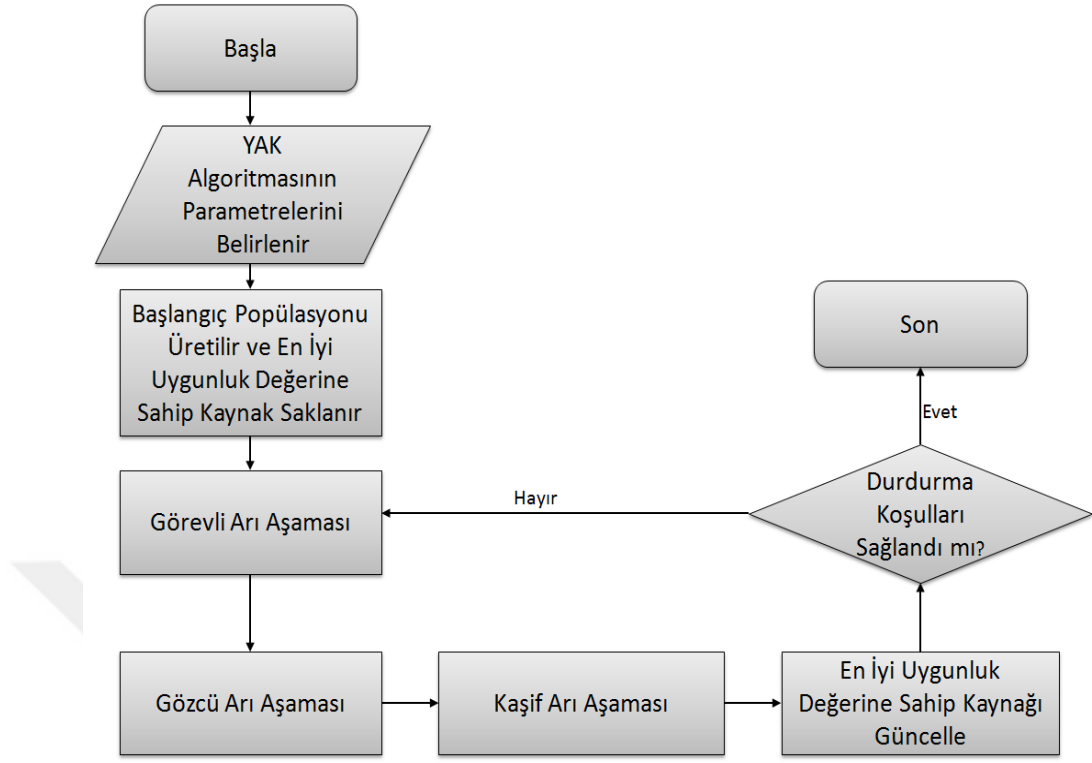 Başla
YAK
Algoritmasının
Parametrelerini
Belirlenir
Başlangıç Popülasyonu
Üretilir ve En İyi
Uygunluk Değerine
Sahip Kaynak Saklanır
Görevli Arı Aşaması
Gözcü Arı Aşaması
Kaşif Arı Aşaması
En İyi Uygunluk
Değerine Sahip Kaynağı
Güncelle
Durdurma
Koşulları
Sağlandı mı?
Hayır
Evet
Son